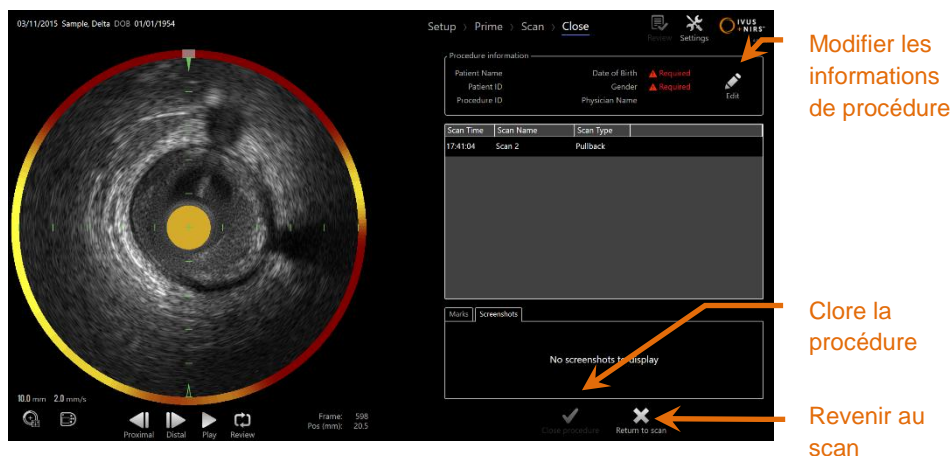 03/11/2015 Sample, Delta DOB 01/01/1954
Setup > Prime > Scan > Close
Review
Settings
IVUS
+NIRS
Procedure information
Patient Name
Date of Birth
Required
Patient ID
Gender
Required
Procedure ID
Physician Name
Edit
Modifier les
informations
de procédure
Scan Time Scan Name Scan Type
17:41:04 Scan 2 Pullback
Marks Screenshots
No screenshots to display
Clore la
procédure
10.0 mm 2.0 mm/s
Proximal Distal Play Review
Frame: 598
Pos (mm): 20.5
Close procedure
Return to scan
Revenir au
scan